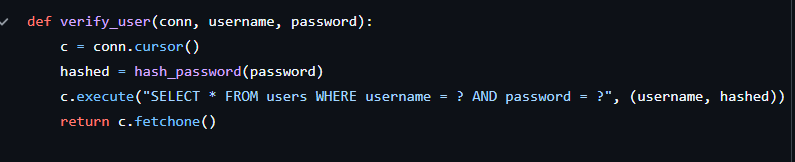 def verify_user(conn, username, password):
    c = conn.cursor()
    hashed = hash_password(password)
    c.execute("SELECT * FROM users WHERE username = ? AND password = ?", (username, hashed))
    return c.fetchone()